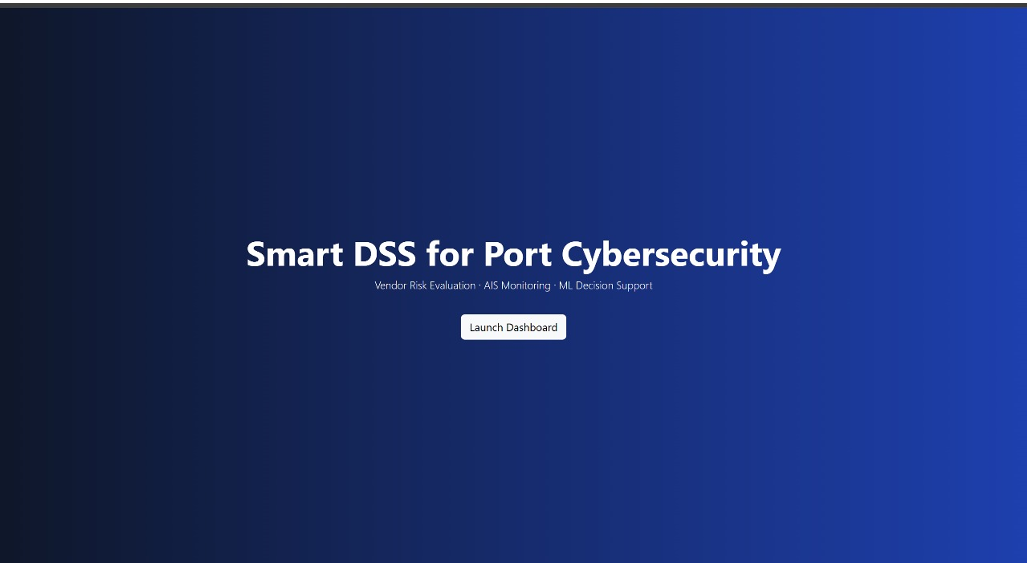 Smart DSS for Port Cybersecurity
Vendor Risk Evaluation · AIS Monitoring · ML Decision Support
Launch Dashboard